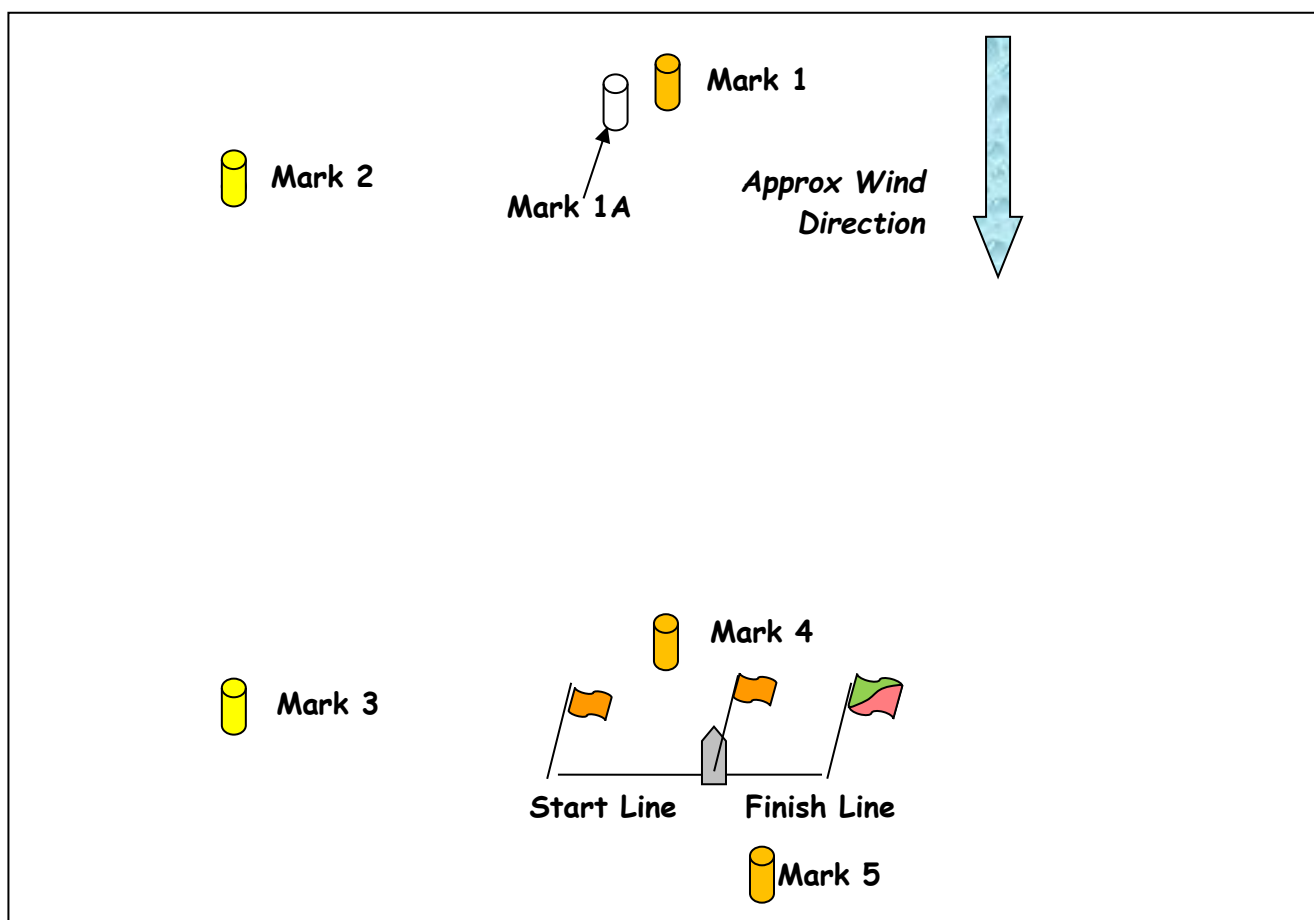 Mark 1
Mark 2
Approx Wind
Direction
Mark 1A
Mark 4
Mark 3
Start Line
Finish Line
Mark 5